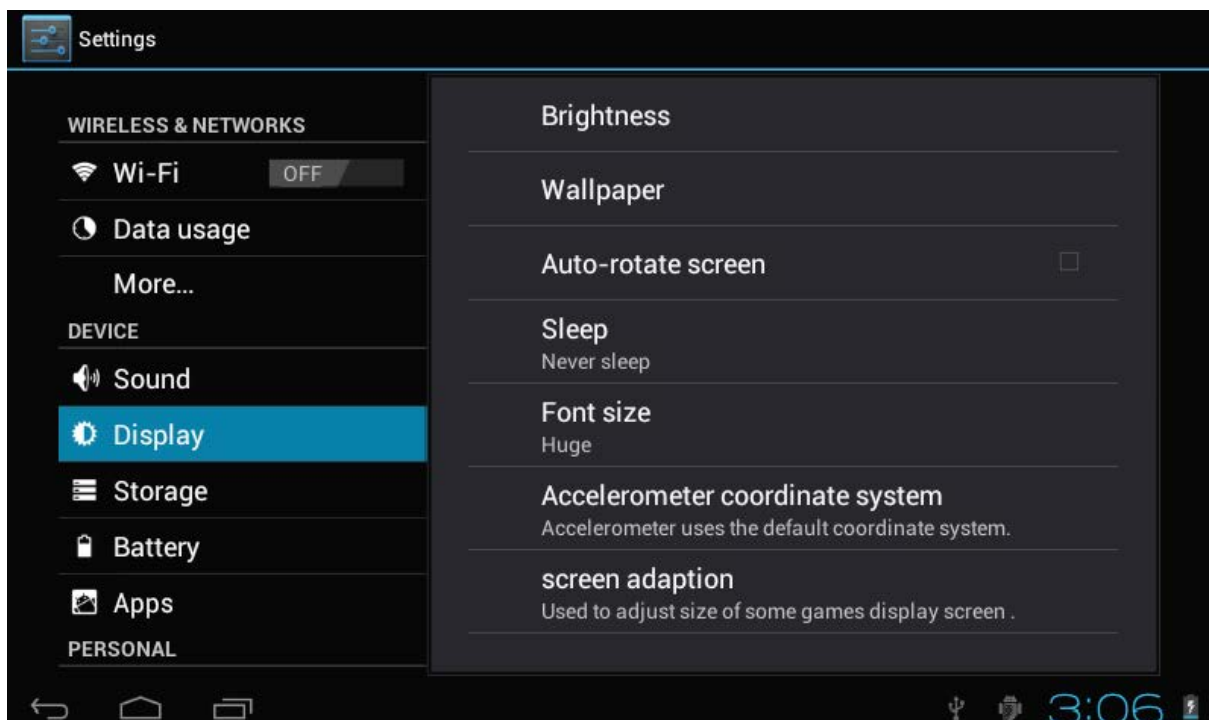 Settings
WIRELESS & NETWORKS
Wi-Fi OFF
Data usage
More...
DEVICE
Sound
Display
Storage
Battery
Apps
PERSONAL
Brightness
Wallpaper
Auto-rotate screen
Sleep
Never sleep
Font size
Huge
Accelerometer coordinate system
Accelerometer uses the default coordinate system.
screen adaption
Used to adjust size of some games display screen .
3:06